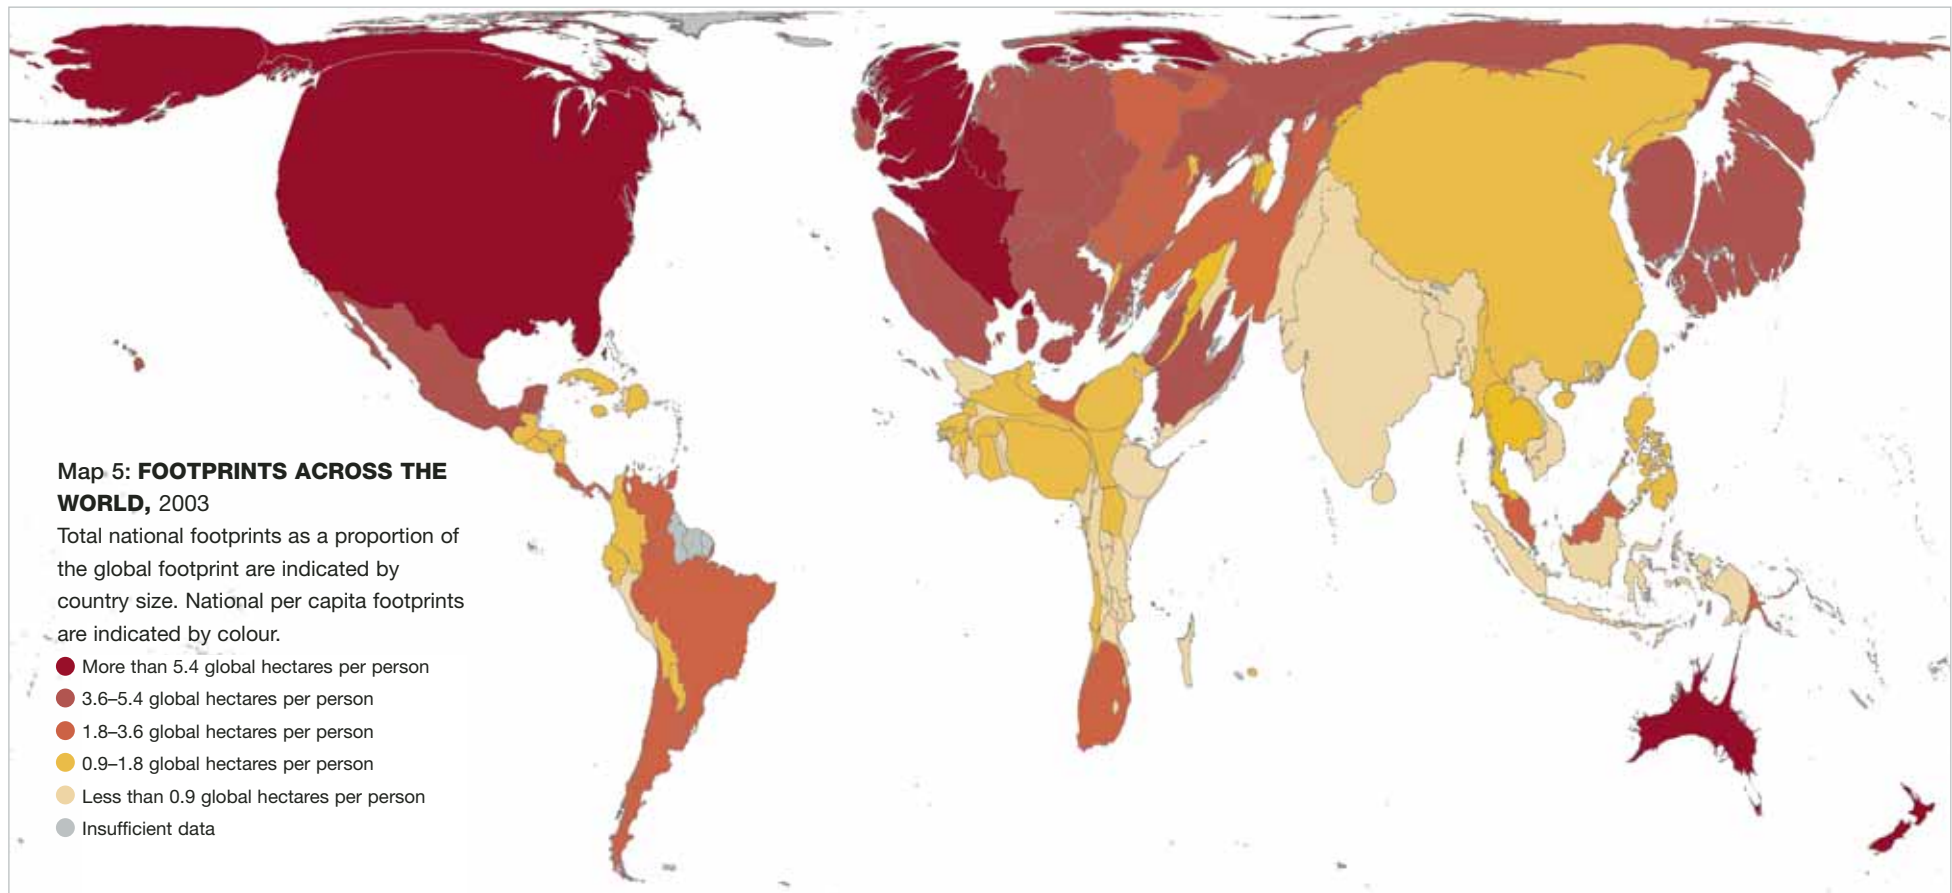 Map 5: FOOTPRINTS ACROSS THE
WORLD, 2003
Total national footprints as a proportion of
the global footprint are indicated by
country size. National per capita footprints
are indicated by colour.
More than 5.4 global hectares per person
3.6–5.4 global hectares per person
1.8–3.6 global hectares per person
0.9–1.8 global hectares per person
Less than 0.9 global hectares per person
Insufficient data